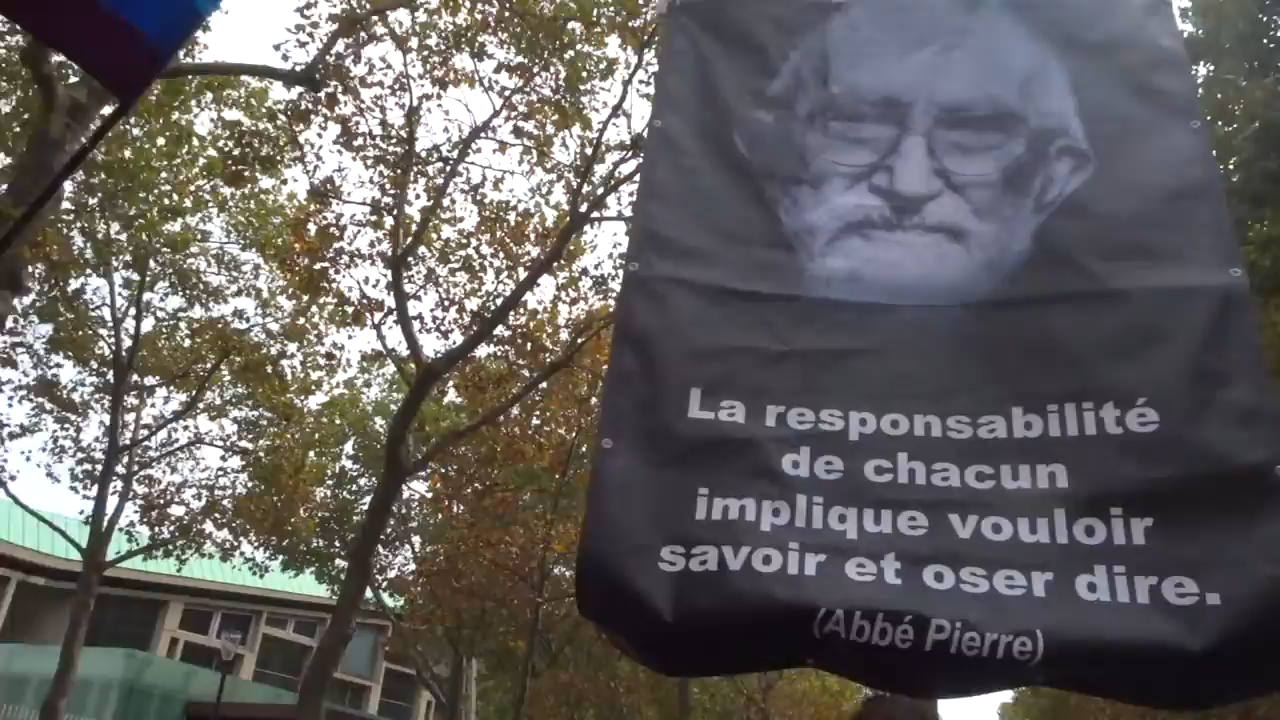 La responsabilité
de chacun
implique vouloir
savoir et oser dire.
(Abbé Pierre)